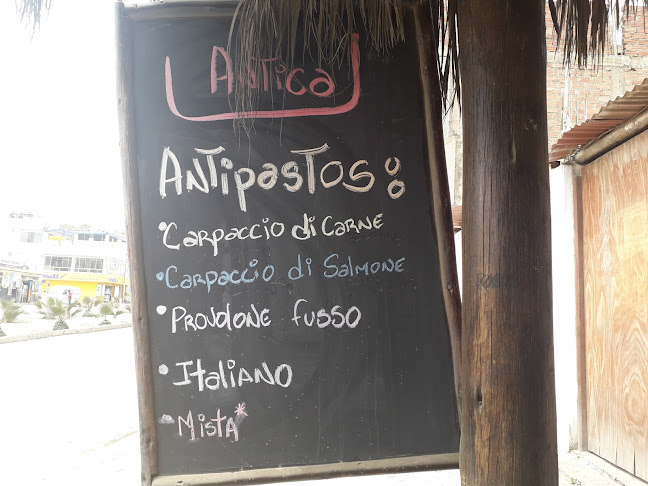 Antica
Antipastos:
• Carpaccio di Carne
• Carpaccio di Salmone
• Provolone fusso
• Italiano
- Mista*